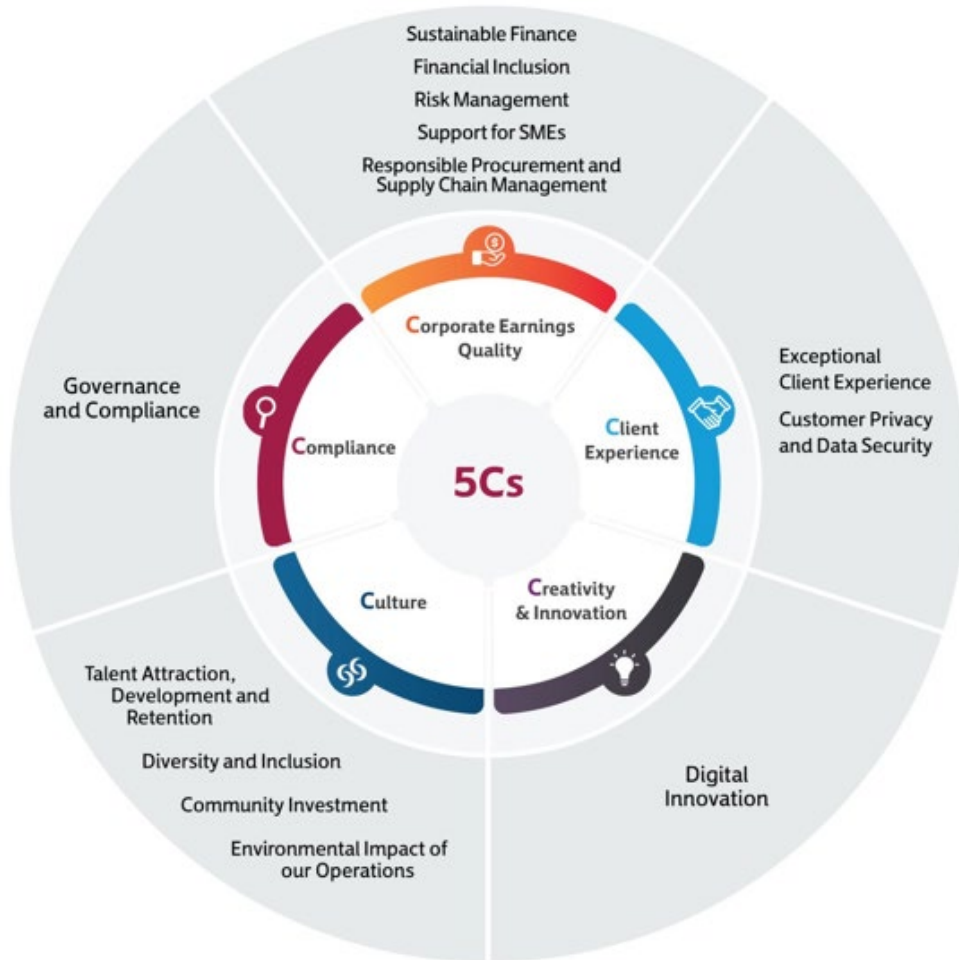 Sustainable Finance
Financial Inclusion
Risk Management
Support for SMEs
Responsible Procurement and
Supply Chain Management
Corporate Earnings
Quality
Exceptional
Client Experience
Customer Privacy
and Data Security
Client
Experience
Governance
and Compliance
Compliance
5Cs
Culture
Creativity
& Innovation
Talent Attraction,
Development and
Retention
Diversity and Inclusion
Community Investment
Environmental Impact of
our Operations
Digital
Innovation